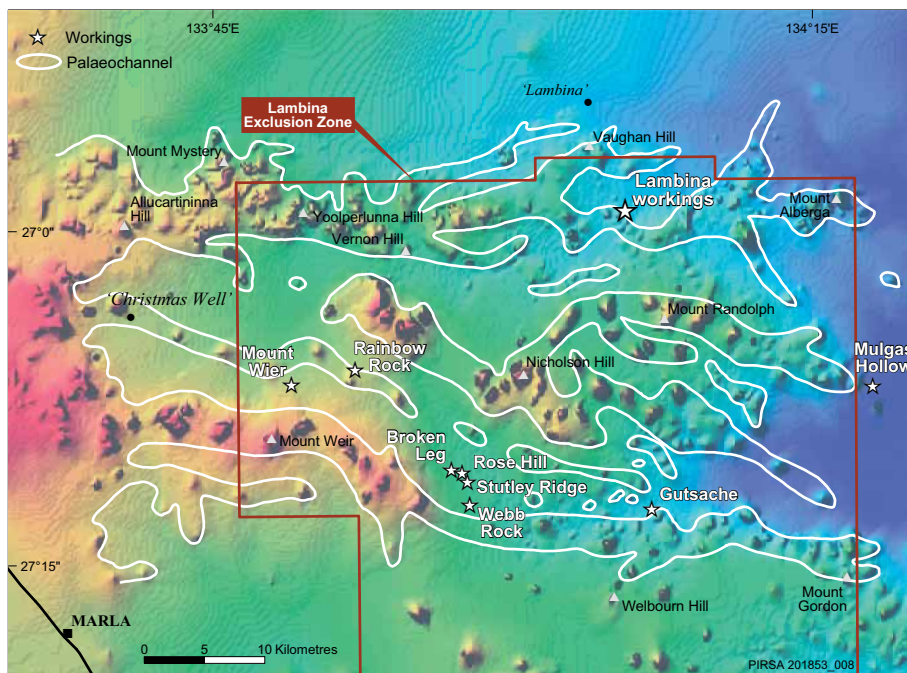 133°45'E
134°15'E
Workings
Palaeochannel
'Lambina'
Lambina
Exclusion Zone
Vaughan Hill
Mount Mystery
Lambina
workings
Mount
Alberga
Allucartininna
Hill
Yoolperlunna Hill
Vernon Hill
27°0'
'Christmas Well'
Mount Randolph
Mount
Wier
Rainbow
Rock
Nicholson Hill
Mulgas
Hollow
Mount Weir
Broken
Leg
Rose Hill
Stutley Ridge
Gutsache
Webb
Rock
27°15"
Welbourn Hill
Mount
Gordon
MARLA
0 5 10 Kilometres
PIRSA 201853_008